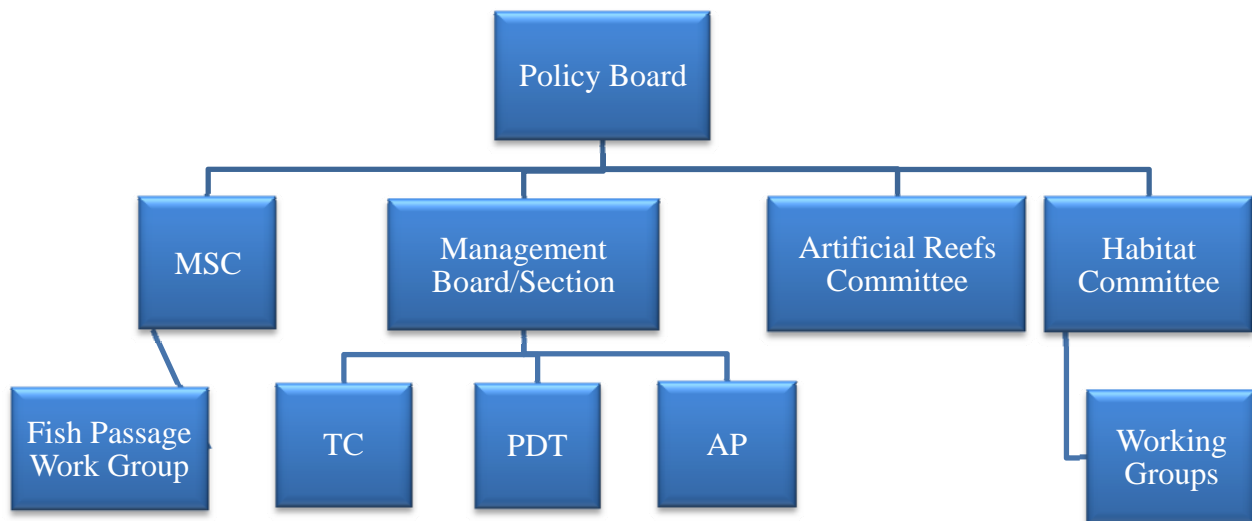 Policy Board
MSC
Management
Board/Section
Artificial Reefs
Committee
Habitat
Committee
Fish Passage
Work Group
TC
PDT
AP
Working
Groups